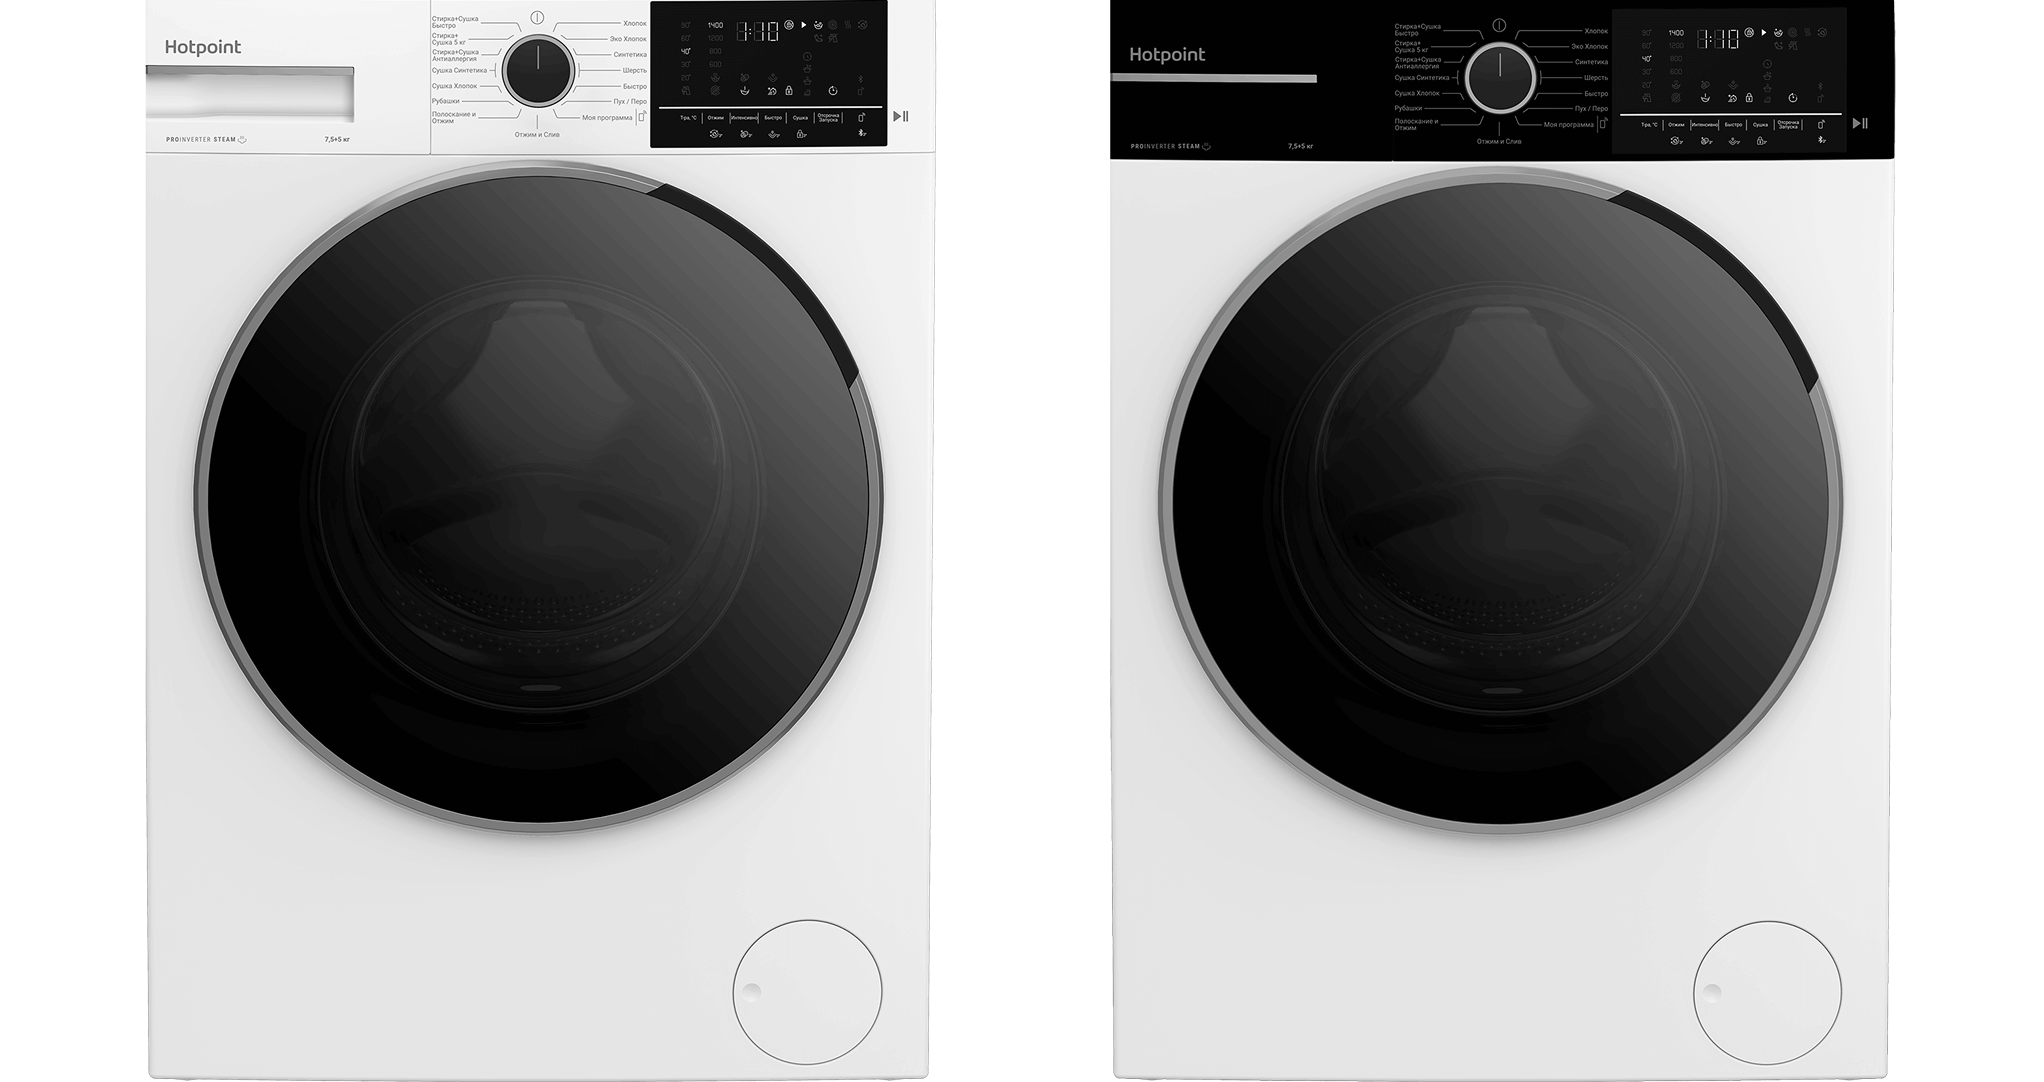 Hotpoint
PROINVERTER STEAM
7,5+5 кг
Стирка+Сушка
Быстро
Стирка+
Сушка 5 кг
Стирка+Сушка
Антиаллергия
Сушка Синтетика
Сушка Хлопок
Рубашки
Полоскание и
Отжим
Отжим и Слив
Хлопок
Эко Хлопок
Синтетика
Шерсть
Быстро
Пух / Перо
Моя программа
90° 1400 1:10
60° 1200
40° 800
30° 600
20°
Тра, °C Отжим Интенсивно Быстро Сушка Отсрочка
Запуска
Hotpoint
PROINVERTER STEAM
7,5+5 кг
Стирка+Сушка
Быстро
Стирка+
Сушка 5 кг
Стирка+Сушка
Антиаллергия
Сушка Синтетика
Сушка Хлопок
Рубашки
Полоскание и
Отжим
Отжим и Слив
Хлопок
Эко Хлопок
Синтетика
Шерсть
Быстро
Пух / Перо
Моя программа
90° 1400 1:10
60° 1200
40° 800
30° 600
20°
Тра, °C Отжим Интенсивно Быстро Сушка Отсрочка
Запуска